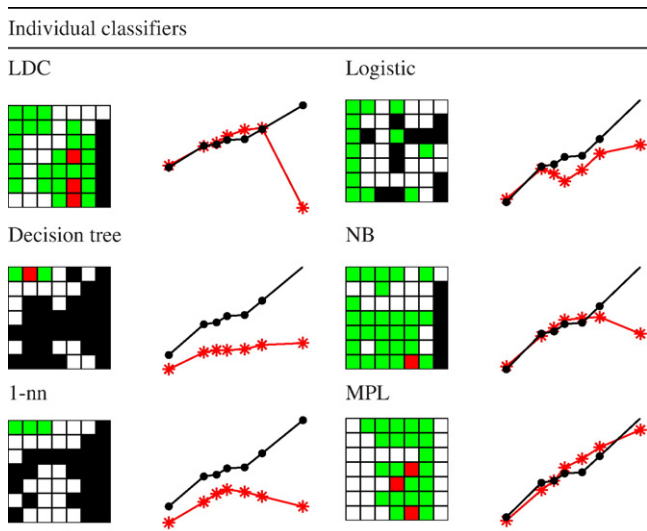 Individual classifiers
LDC
Logistic
Decision tree
NB
1-nn
MPL